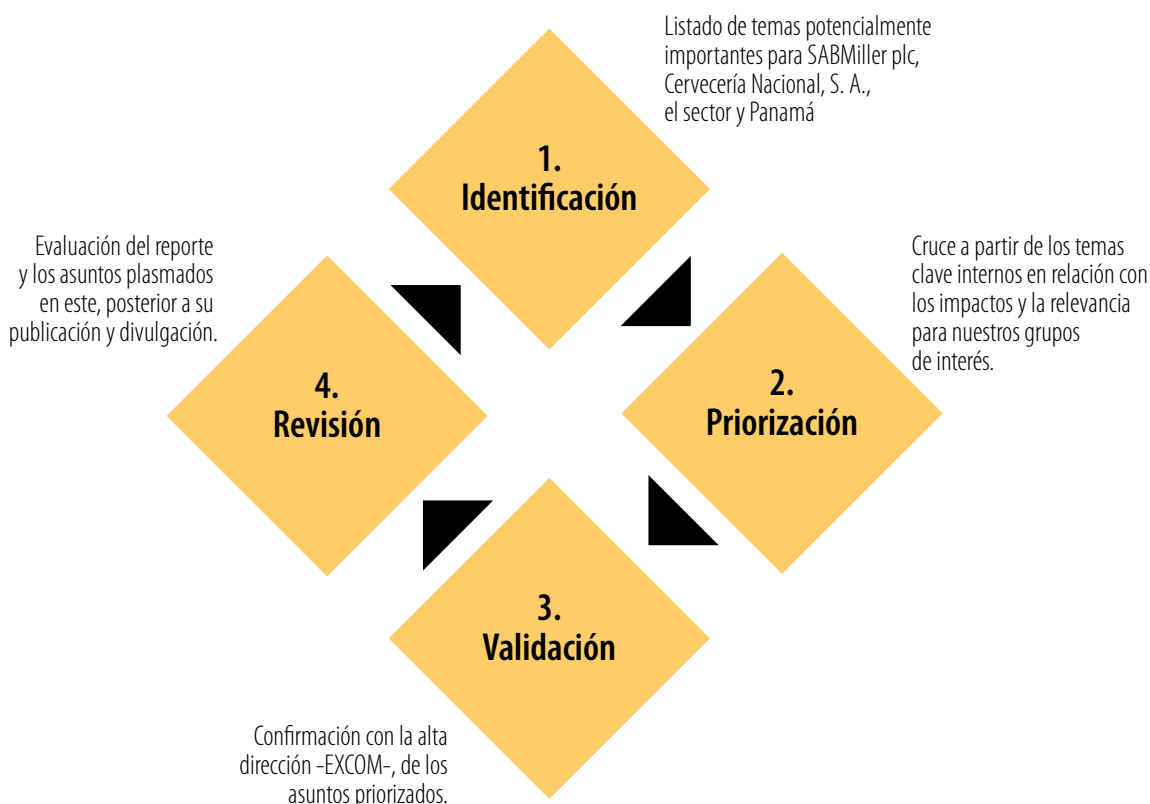 Listado de temas potencialmente
importantes para SABMiller plc,
Cervecería Nacional, S. A.,
el sector y Panamá
1.
Identificación
Cruce a partir de los temas
clave internos en relación con
los impactos y la relevancia
para nuestros grupos
de interés.
2.
Priorización
3.
Validación
Confirmación con la alta
dirección -EXCOM-, de los
asuntos priorizados.
4.
Revisión
Evaluación del reporte
y los asuntos plasmados
en este, posterior a su
publicación y divulgación.